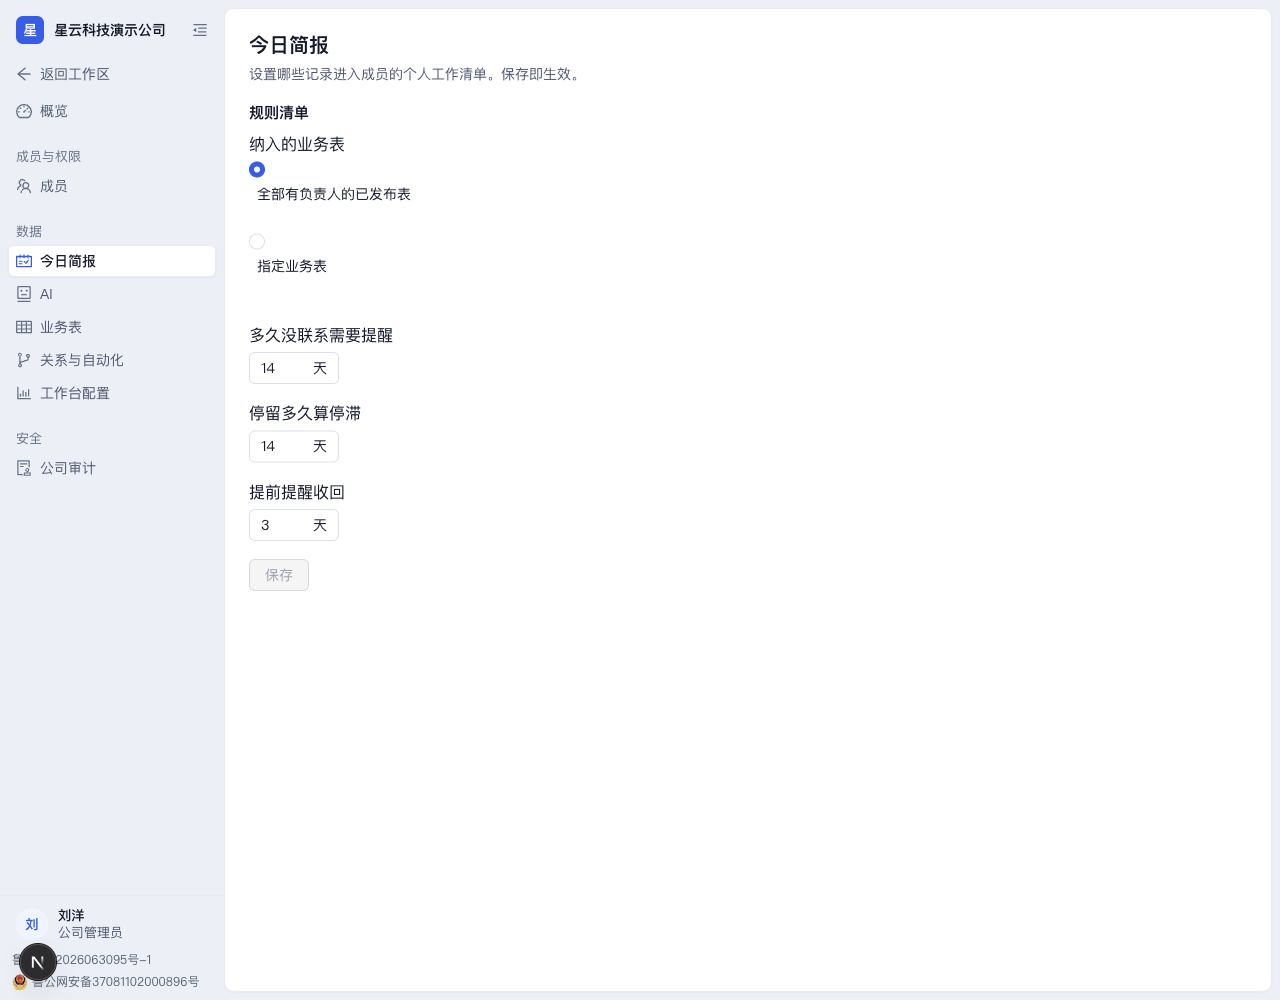 星 星云科技演示公司
返回工作区
概览
成员与权限
成员
数据
今日简报
AI
业务表
关系与自动化
工作台配置
安全
公司审计
刘 刘洋
公司管理员
2026063095号-1
N
鲁公网安备37081102000896号
今日简报
设置哪些记录进入成员的个人工作清单。保存即生效。
规则清单
纳入的业务表
全部有负责人的已发布表
指定业务表
多久没联系需要提醒
14 天
停留多久算停滞
14 天
提前提醒收回
3 天
保存